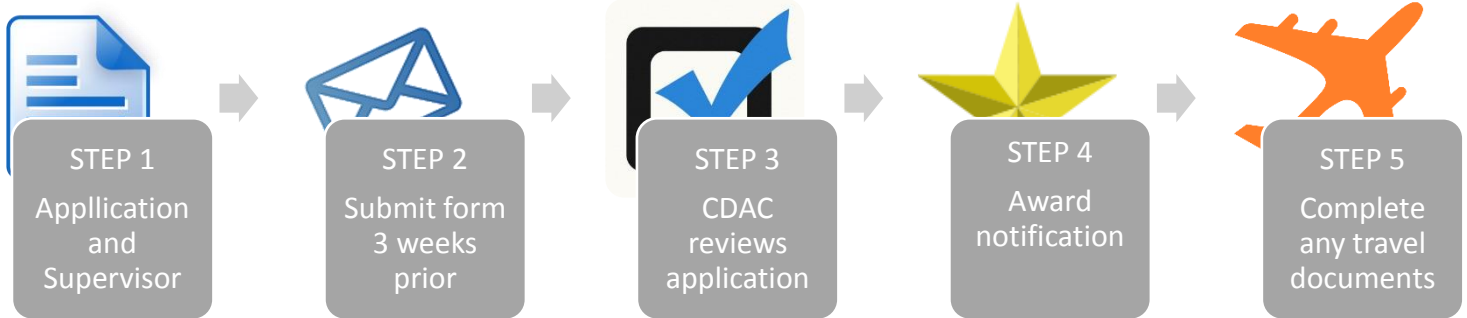 STEP 1
Appllication
and
Supervisor
STEP 2
Submit form
3 weeks
prior
STEP 3
CDAC
reviews
application
STEP 4
Award
notification
STEP 5
Complete
any travel
documents